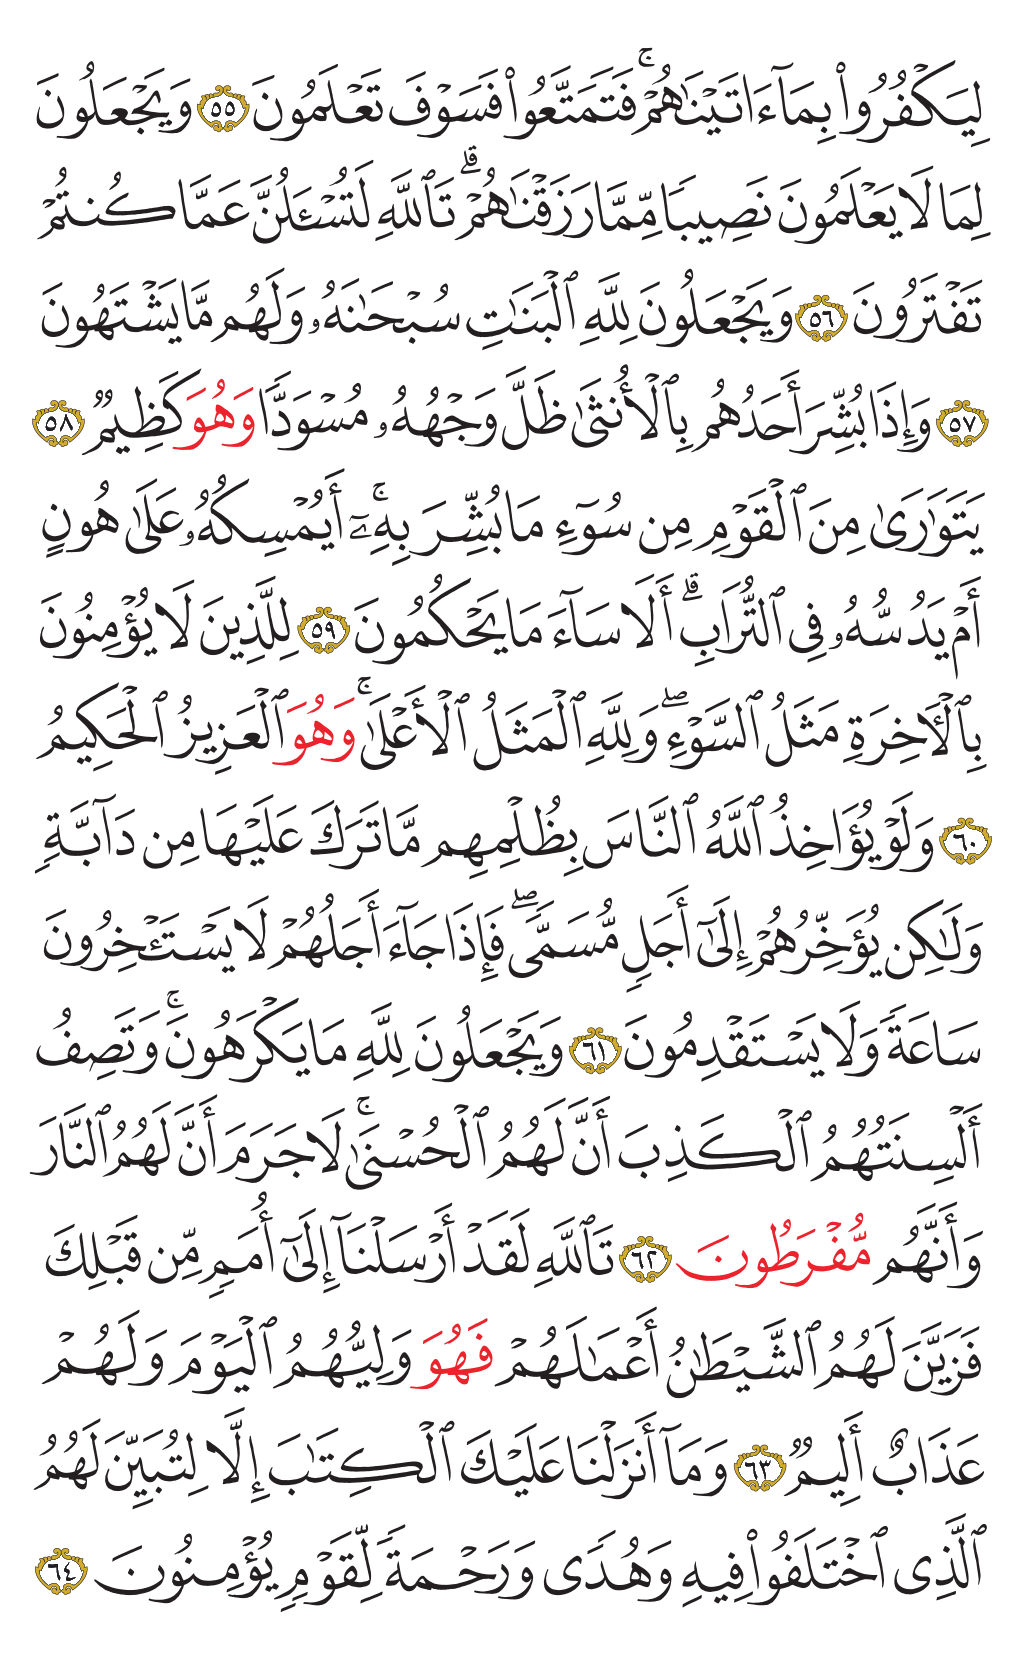 لِيَكْفُرُوا۟ بِمَآ ءَاتَيْنَٰهُمْ ۚ فَتَمَتَّعُوا۟ فَسَوْفَ تَعْلَمُونَ ٥٥ وَيَجْعَلُونَ
لِمَا لَا يَعْلَمُونَ نَصِيبًا مِّمَّا رَزَقْنَٰهُمْ ۗ تَٱللَّهِ لَتُسْـَٔلُنَّ عَمَّا كُنتُمْ
تَفْتَرُونَ ٥٦ وَيَجْعَلُونَ لِلَّهِ ٱلْبَنَٰتِ سُبْحَٰنَهُۥ وَلَهُم مَّا يَشْتَهُونَ
٥٧ وَإِذَا بُشِّرَ أَحَدُهُم بِٱلْأُنثَىٰ ظَلَّ وَجْهُهُۥ مُسْوَدًّا وَهُوَ كَظِيمٌ ٥٨
يَتَوَٰرَىٰ مِنَ ٱلْقَوْمِ مِن سُوٓءِ مَا بُشِّرَ بِهِۦٓ ۚ أَيُمْسِكُهُۥ عَلَىٰ هُونٍ
أَمْ يَدُسُّهُۥ فِى ٱلتُّرَابِ ۗ أَلَا سَآءَ مَا يَحْكُمُونَ ٥٩ لِلَّذِينَ لَا يُؤْمِنُونَ
بِٱلْـَٔاخِرَةِ مَثَلُ ٱلسَّوْءِ ۖ وَلِلَّهِ ٱلْمَثَلُ ٱلْأَعْلَىٰ ۚ وَهُوَ ٱلْعَزِيزُ ٱلْحَكِيمُ
٦٠ وَلَوْ يُؤَاخِذُ ٱللَّهُ ٱلنَّاسَ بِظُلْمِهِم مَّا تَرَكَ عَلَيْهَا مِن دَآبَّةٍ
وَلَٰكِن يُؤَخِّرُهُمْ إِلَىٰٓ أَجَلٍ مُّسَمًّى ۖ فَإِذَا جَآءَ أَجَلُهُمْ لَا يَسْتَـْٔخِرُونَ
سَاعَةً وَلَا يَسْتَقْدِمُونَ ٦١ وَيَجْعَلُونَ لِلَّهِ مَا يَكْرَهُونَ ۚ وَتَصِفُ
أَلْسِنَتُهُمُ ٱلْكَذِبَ أَنَّ لَهُمُ ٱلْحُسْنَىٰ ۚ لَا جَرَمَ أَنَّ لَهُمُ ٱلنَّارَ
وَأَنَّهُم مُّفْرَطُونَ ٦٢ تَٱللَّهِ لَقَدْ أَرْسَلْنَآ إِلَىٰٓ أُمَمٍ مِّن قَبْلِكَ
فَزَيَّنَ لَهُمُ ٱلشَّيْطَٰنُ أَعْمَٰلَهُمْ فَهُوَ وَلِيُّهُمُ ٱلْيَوْمَ وَلَهُمْ
عَذَابٌ أَلِيمٌ ٦٣ وَمَآ أَنزَلْنَا عَلَيْكَ ٱلْكِتَٰبَ إِلَّا لِتُبَيِّنَ لَهُمُ
ٱلَّذِى ٱخْتَلَفُوا۟ فِيهِ وَهُدًى وَرَحْمَةً لِّقَوْمٍ يُؤْمِنُونَ ٦٤